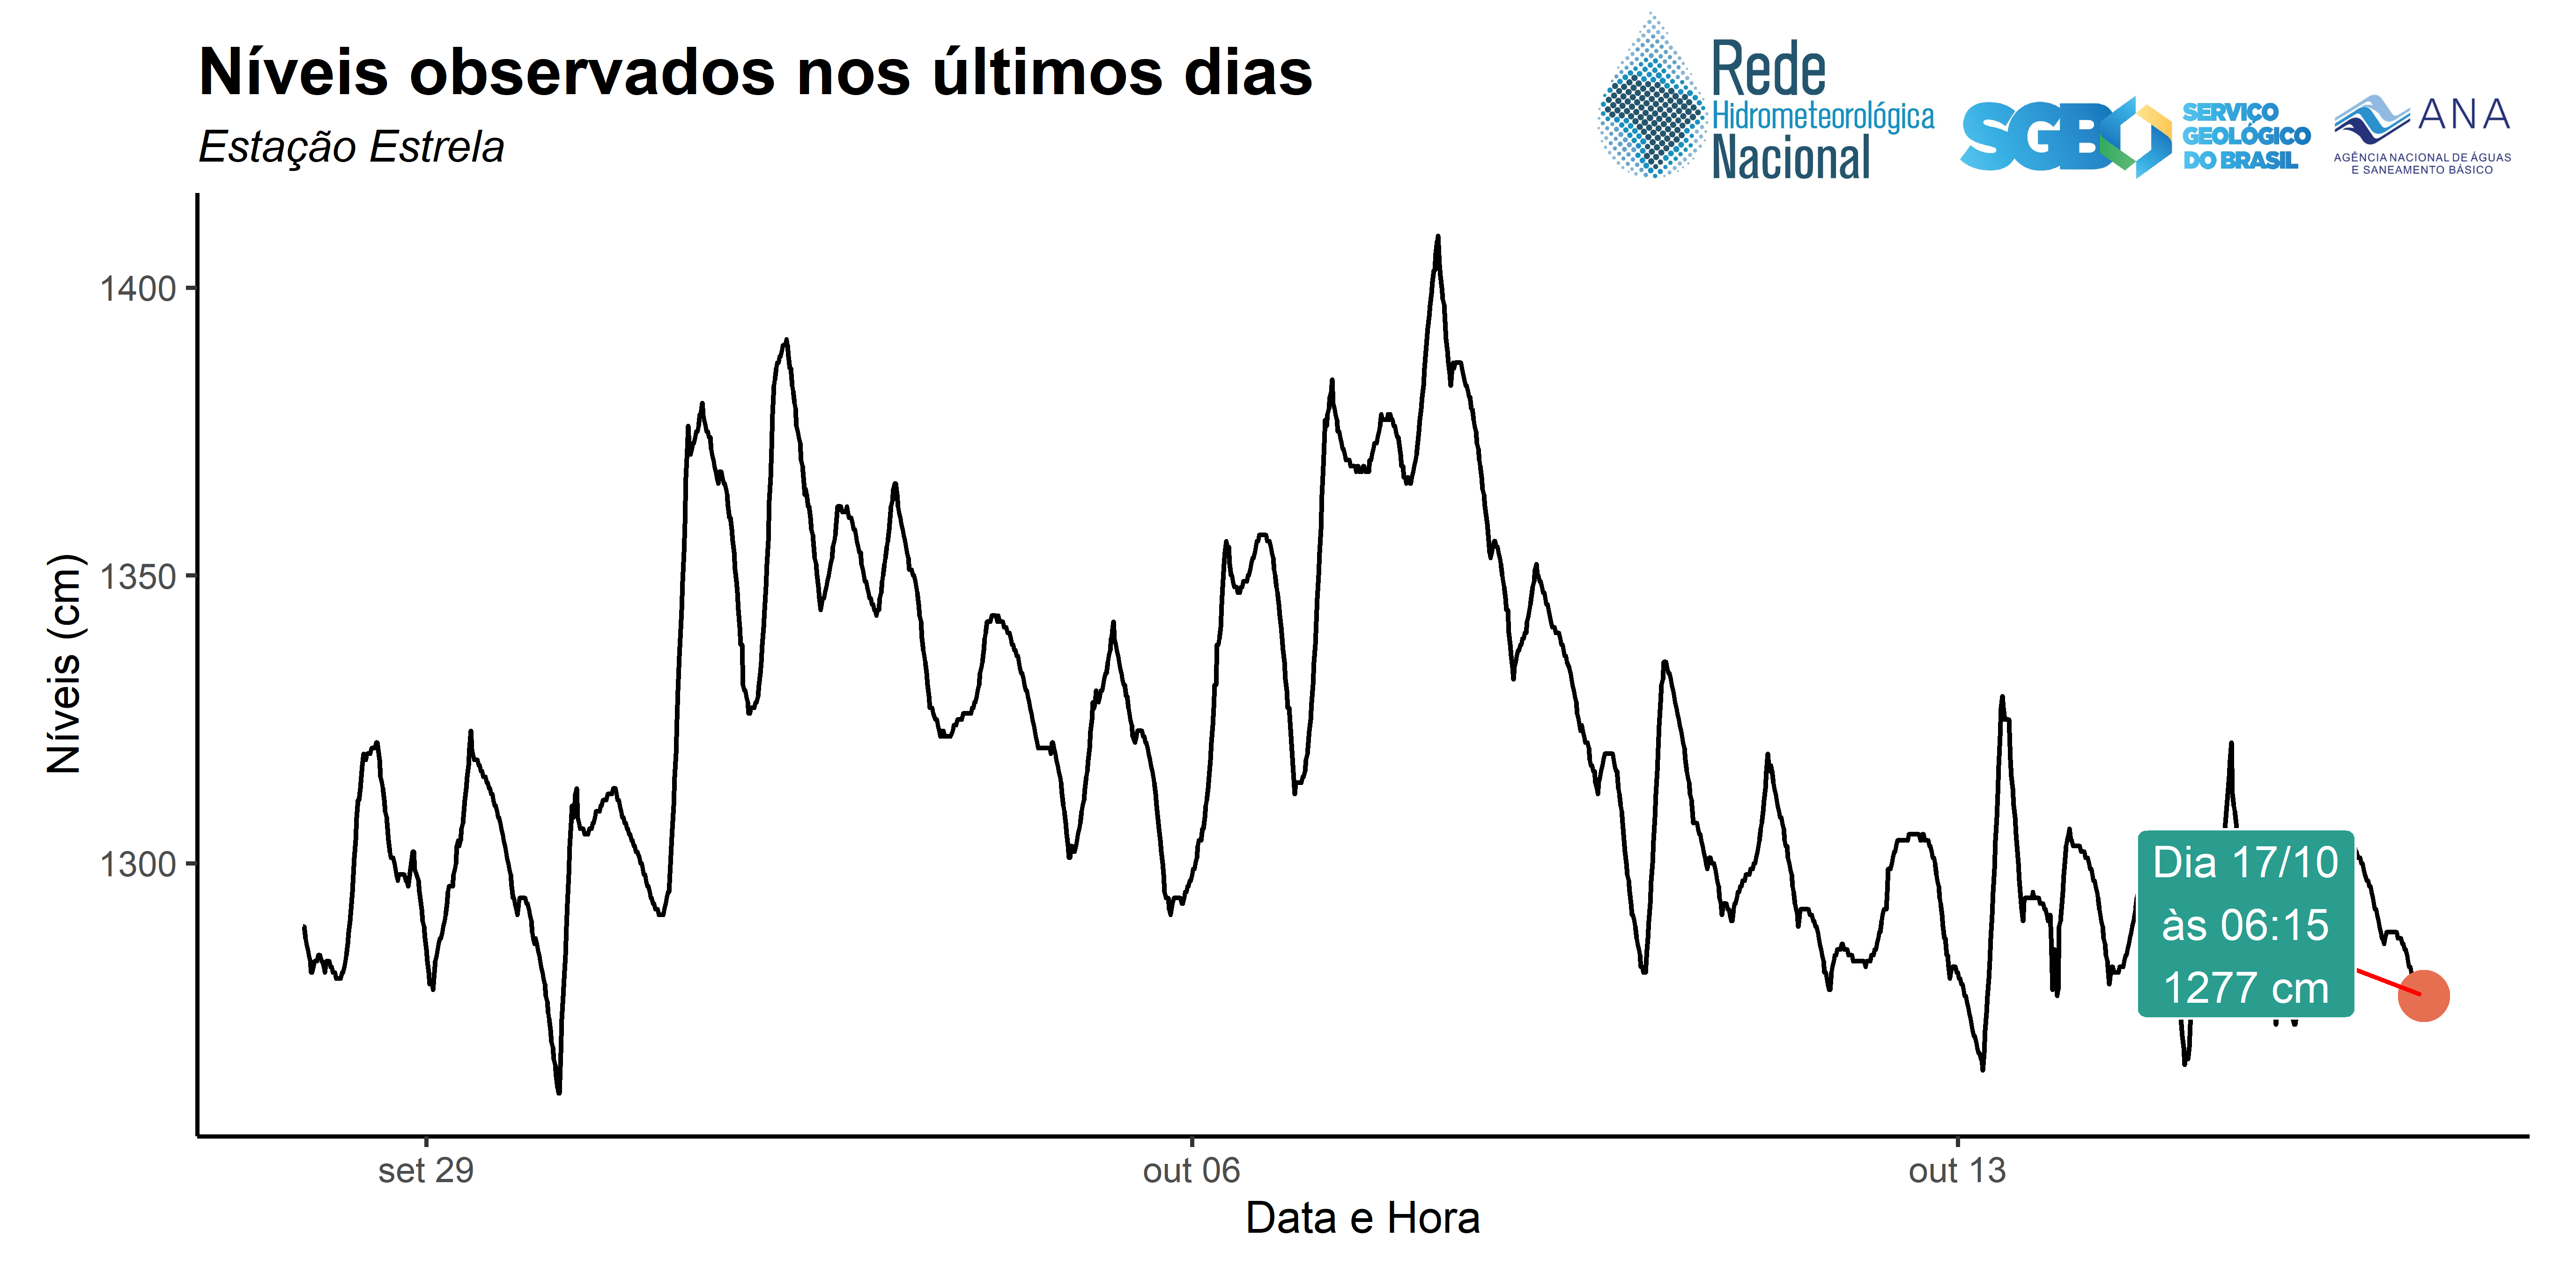 Níveis observados nos últimos dias
Estação Estrela
Rede
Hidrometeorológica
Nacional
SGB
SERVIÇO
GEOLÓGICO
DO BRASIL
ANA
AGÊNCIA NACIONAL DE ÁGUAS
E SANEAMENTO BÁSICO
Níveis (cm)
1400
1350
1300
Dia 17/10
às 06:15
1277 cm
set 29
out 06
out 13
Data e Hora